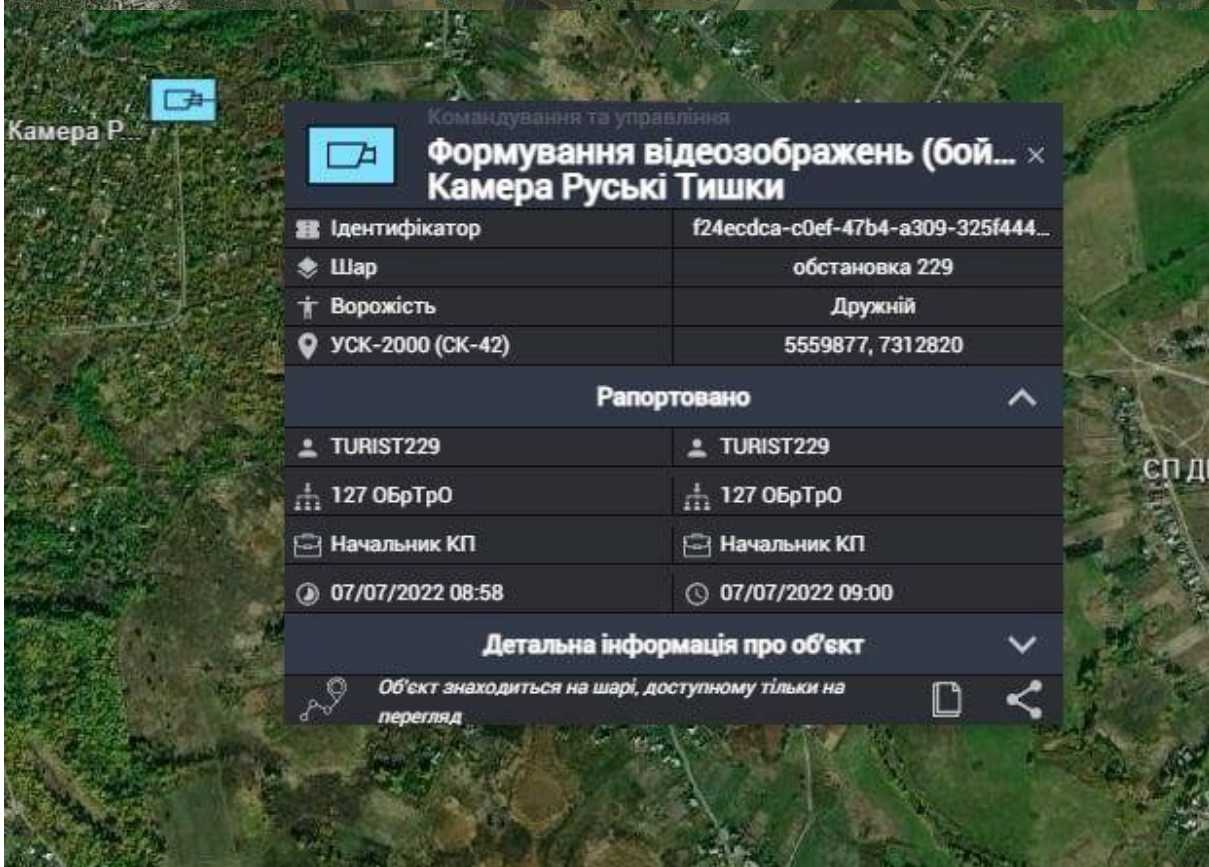 Камера Р...
Командування та управління
Формування відеозображень (бой... ×
Камера Руські Тишки
Ідентифікатор f24ecdca-c0ef-47b4-a309-325f444...
Шар обстановка 229
Ворожість Дружній
УСК-2000 (СК-42) 5559877, 7312820
Рапортовано
TURIST229 TURIST229
127 ОБрТрО 127 ОБрТрО
Начальник КП Начальник КП
07/07/2022 08:58 07/07/2022 09:00
Детальна інформація про об'єкт
Об'єкт знаходиться на шарі, доступному тільки на
перегляд
СП